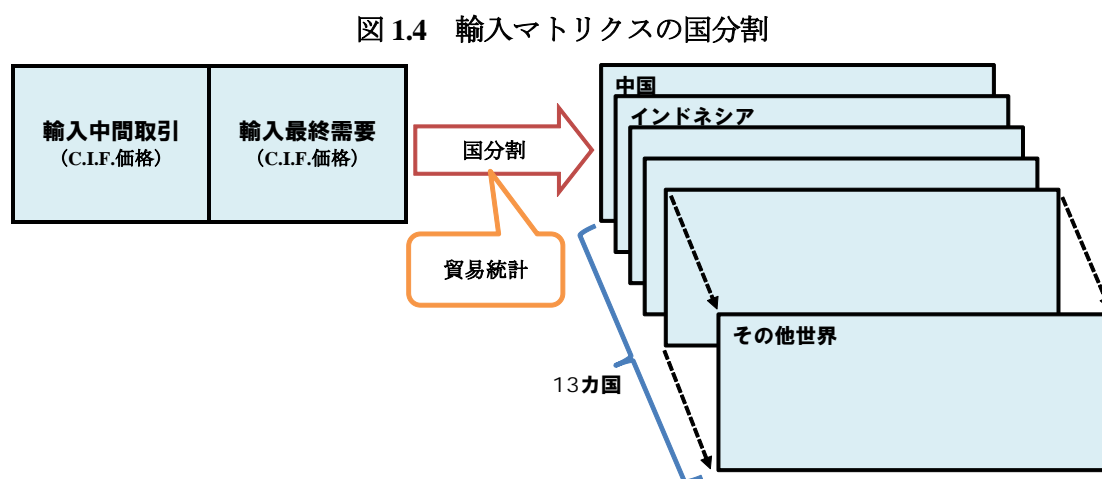 図 1.4 輸入マトリクスの国分割
輸入中間取引
（C.I.F.価格）
輸入最終需要
（C.I.F.価格）
国分割
貿易統計
中国
インドネシア
その他世界
13カ国